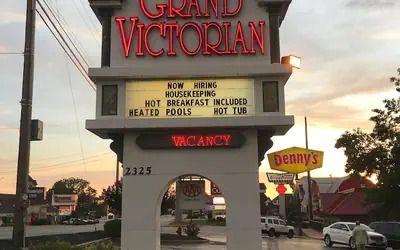 GRAND
VICTORIAN
NOW HIRING
HOUSEKEEPING
HOT BREAKFAST INCLUDED
HEATED POOLS HOT TUB
VACANCY
2325
Denny's